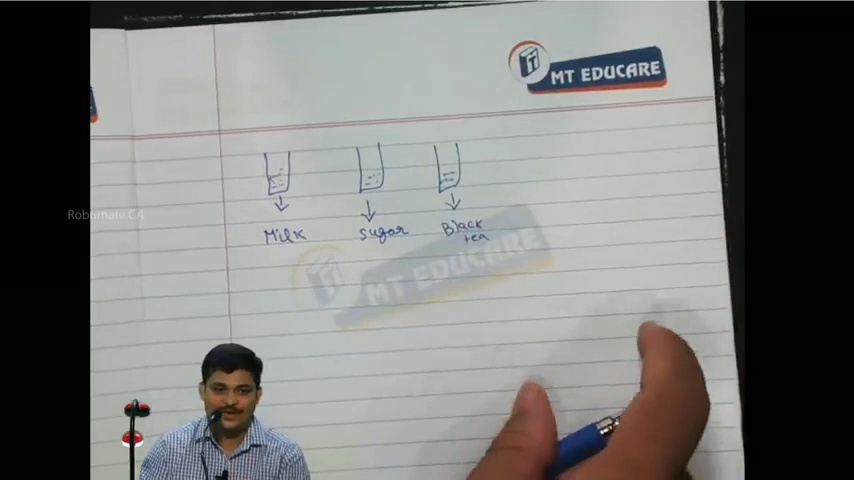 MT EDUCARE
Robomate CA
Milk
Sugar
Black
tea
MT EDUCARE